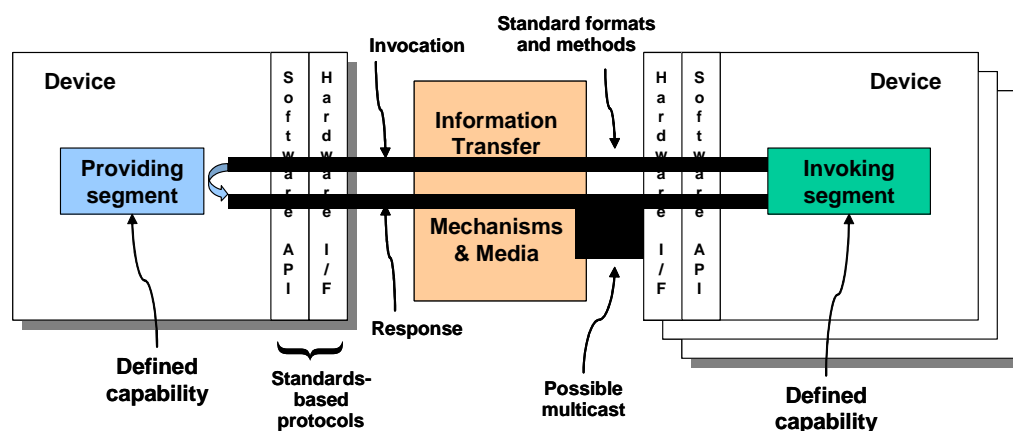 Standard formats
and methods
Invocation
Device
Software API
Hardware I/F
Information
Transfer
Mechanisms
& Media
Hardware I/F
Software API
Device
Providing
segment
Invoking
segment
Response
Defined
capability
Standards-
based
protocols
Possible
multicast
Defined
capability